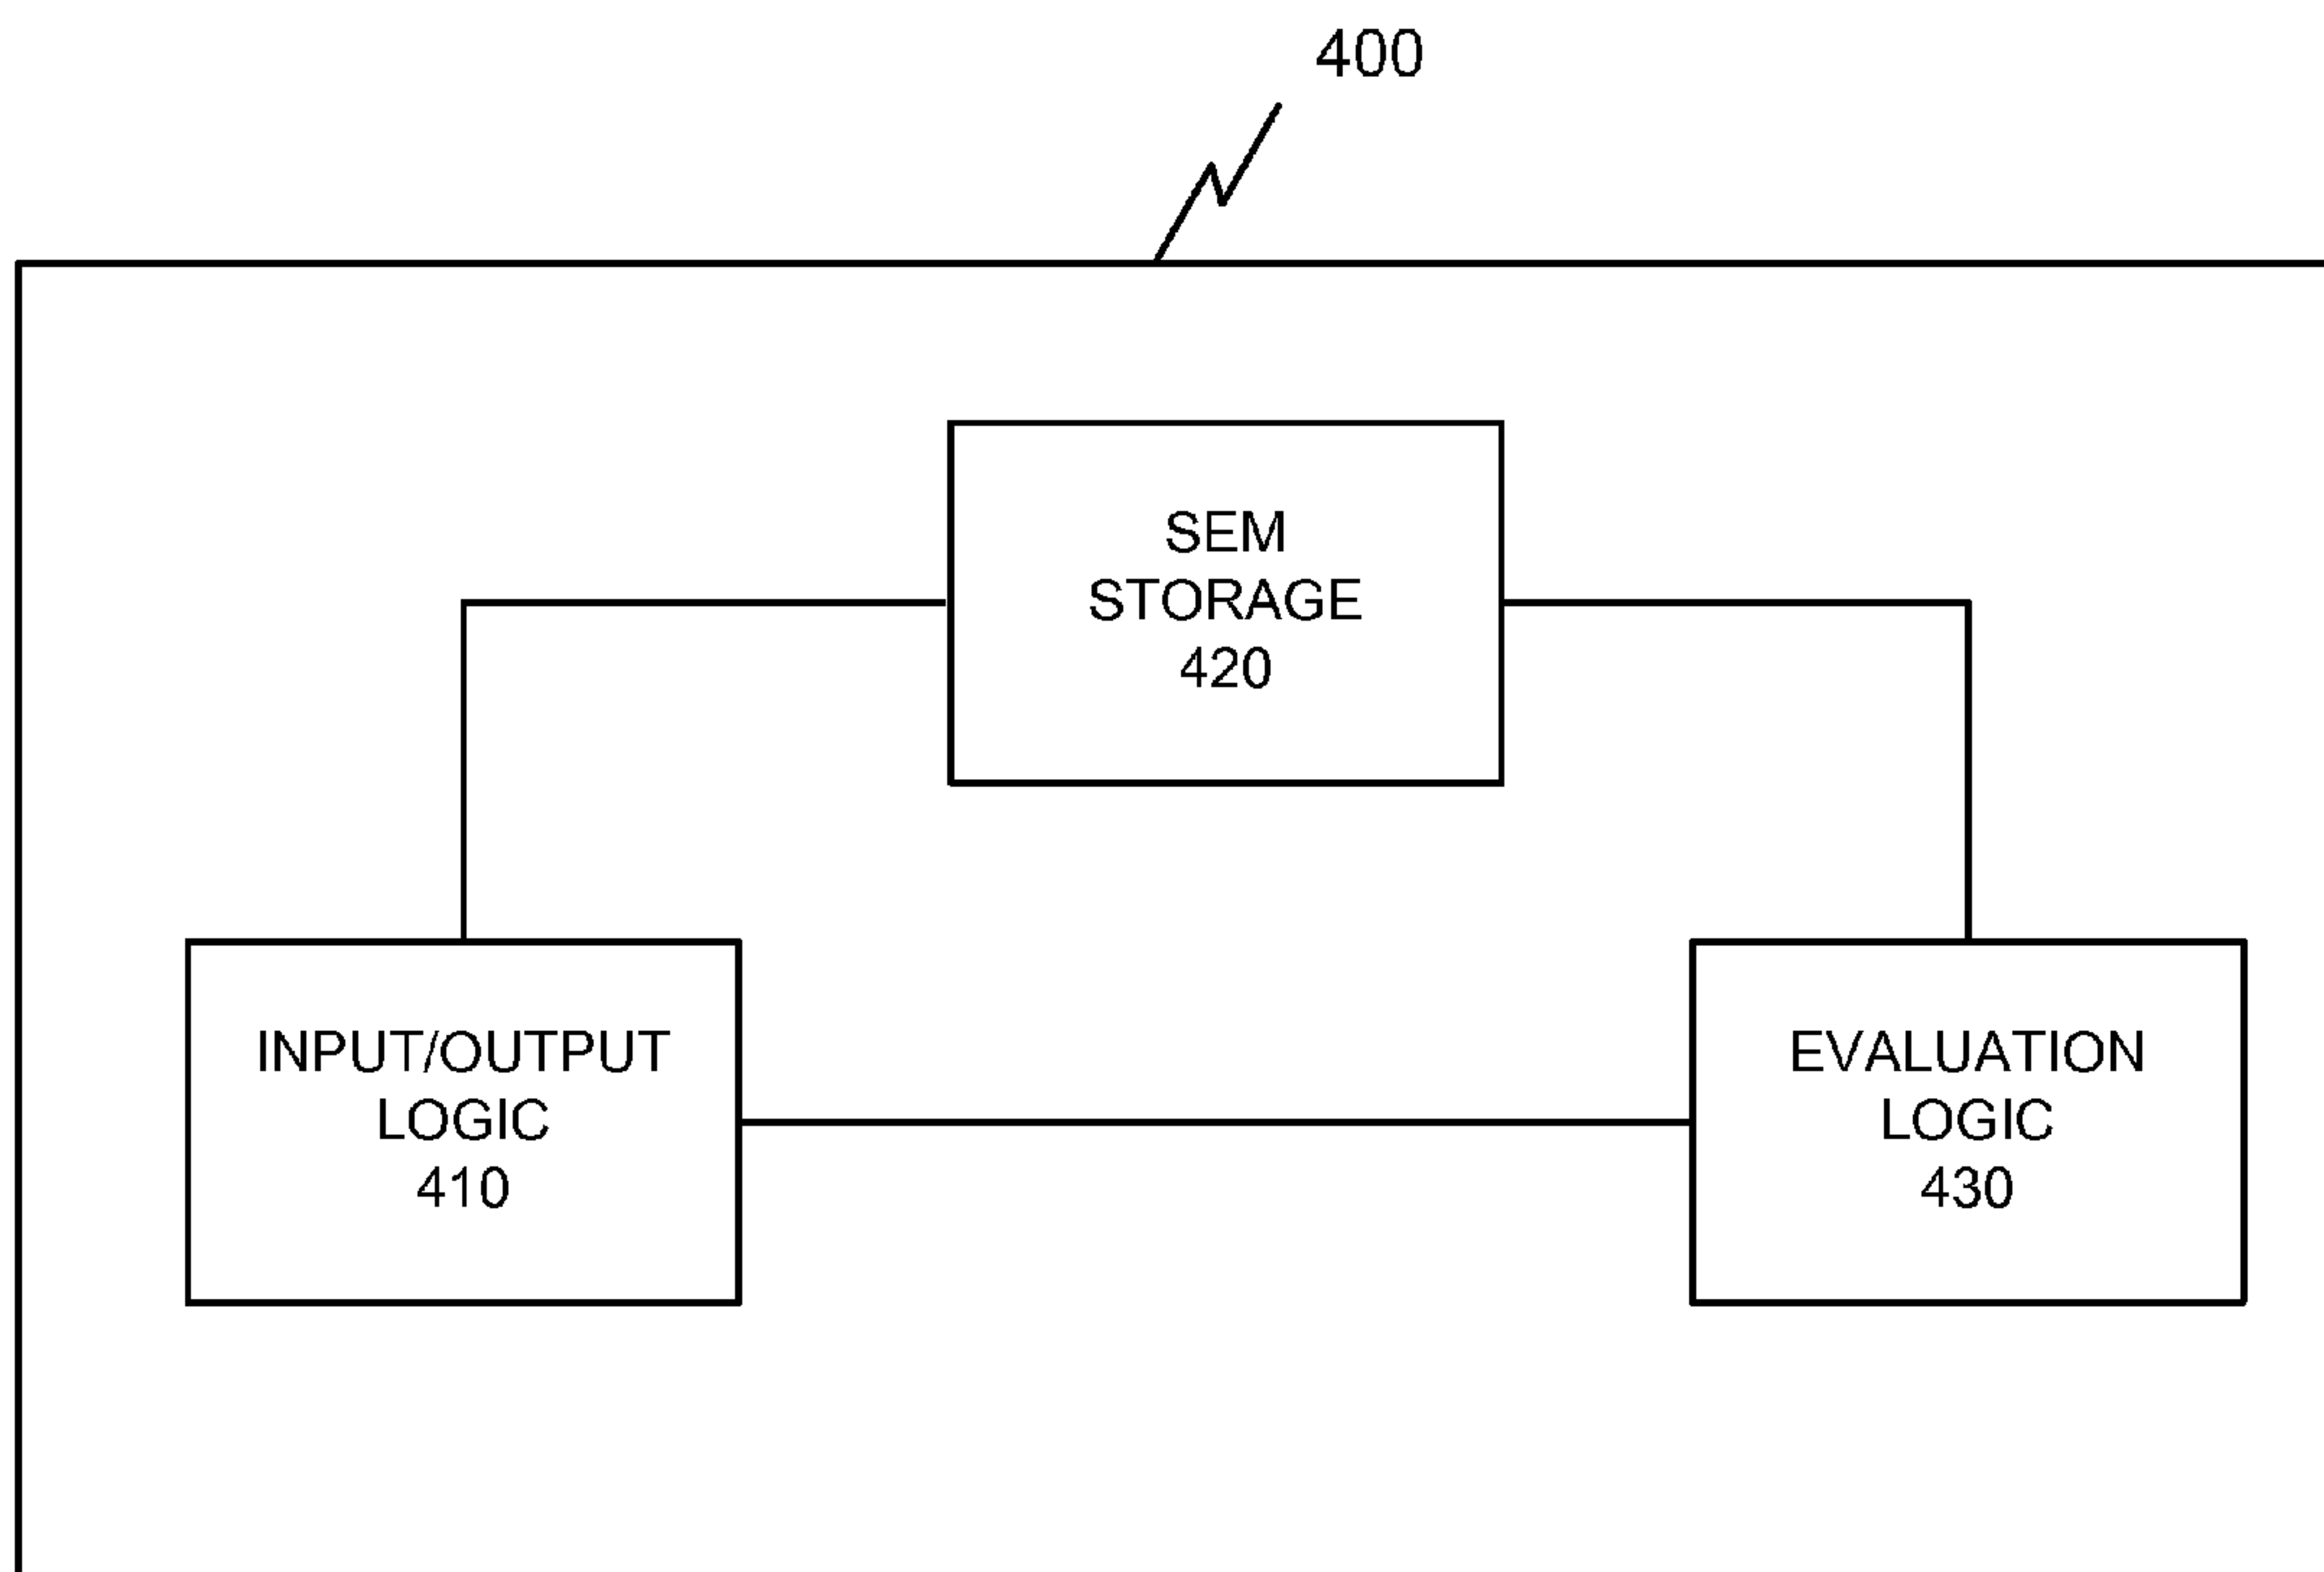 400
SEM
STORAGE
420
INPUT/OUTPUT
LOGIC
410
EVALUATION
LOGIC
430